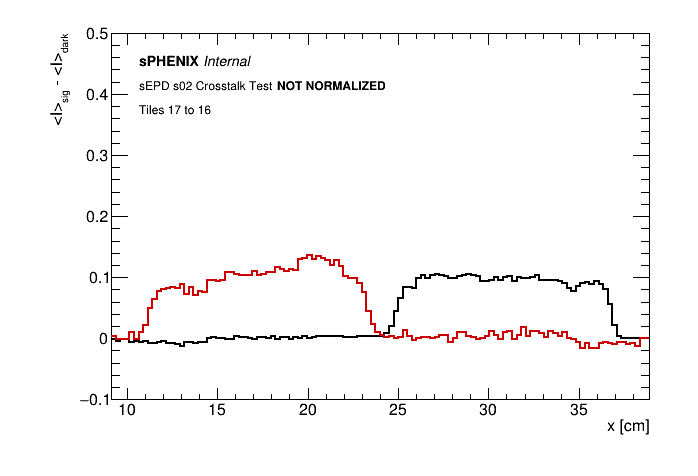 0.5
0.4
0.3
0.2
0.1
0
−0.1
<I>sig - <I>dark
sPHENIX Internal
sEPD s02 Crosstalk Test NOT NORMALIZED
Tiles 17 to 16
10 15 20 25 30 35
x [cm]